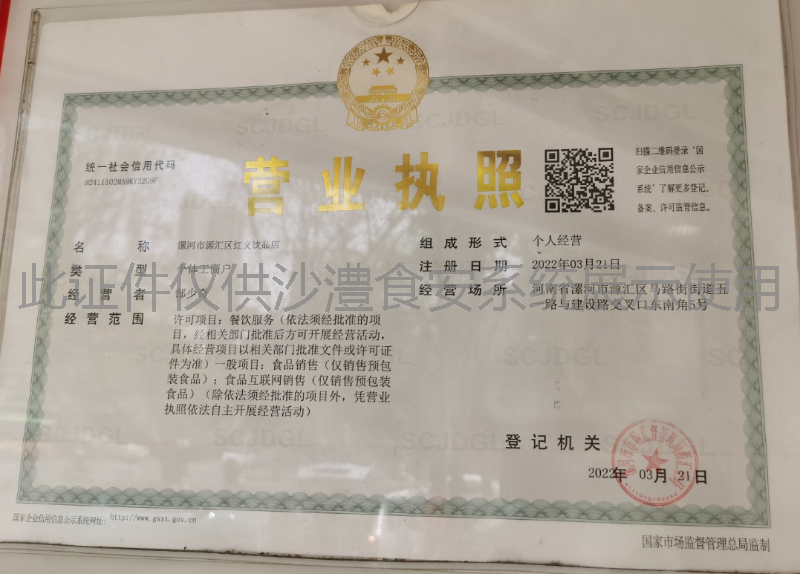 统一社会信用代码
营业执照
扫描二维码登录‘国
家企业信用信息公示
系统’了解更多登记、
备案、许可监管信息。
名称 漯河市源汇区红义饮品店
类型 个体工商户
经营者
经营范围 许可项目：餐饮服务（依法须经批准的项
目，经相关部门批准后方可开展经营活动，
具体经营项目以相关部门批准文件或许可证
件为准）一般项目：食品销售（仅销售预包
装食品）；食品互联网销售（仅销售预包装
食品）（除依法须经批准的项目外，凭营业
执照依法自主开展经营活动）
组成形式 个人经营
注册日期 2022年03月21日
经营场所 河南省漯河市源汇区马路街街道五
路与建设路交叉口东南角5号
此证件仅供沙澧食安系统展示使用
登记机关
2022年 03月 21日
国家企业信用信息公示系统网址：http://www.gsxt.gov.cn
国家市场监督管理总局监制
SCJDGL